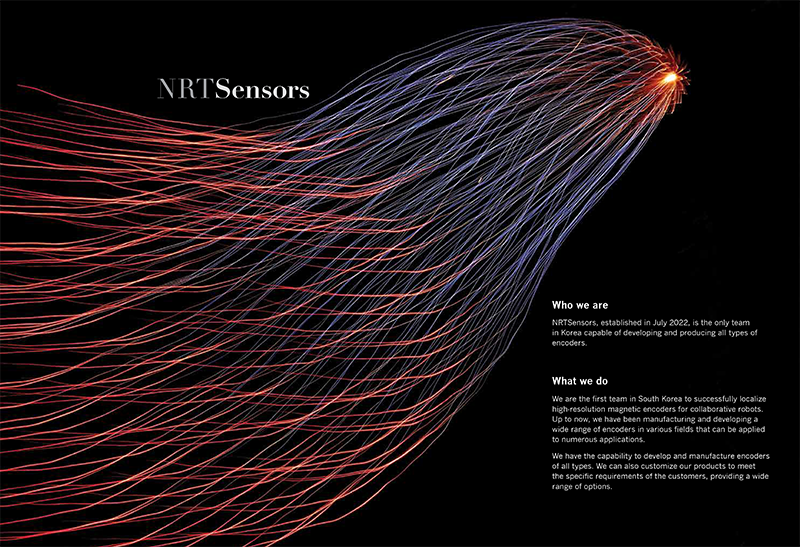 NRTSensors
Who we are
NRTSensors, established in July 2022, is the only team
in Korea capable of developing and producing all types of
encoders.
What we do
We are the first team in South Korea to successfully localize
high-resolution magnetic encoders for collaborative robots.
Up to now, we have been manufacturing and developing a
wide range of encoders in various fields that can be applied
to numerous applications.
We have the capability to develop and manufacture encoders
of all types. We can also customize our products to meet
the specific requirements of the customers, providing a wide
range of options.